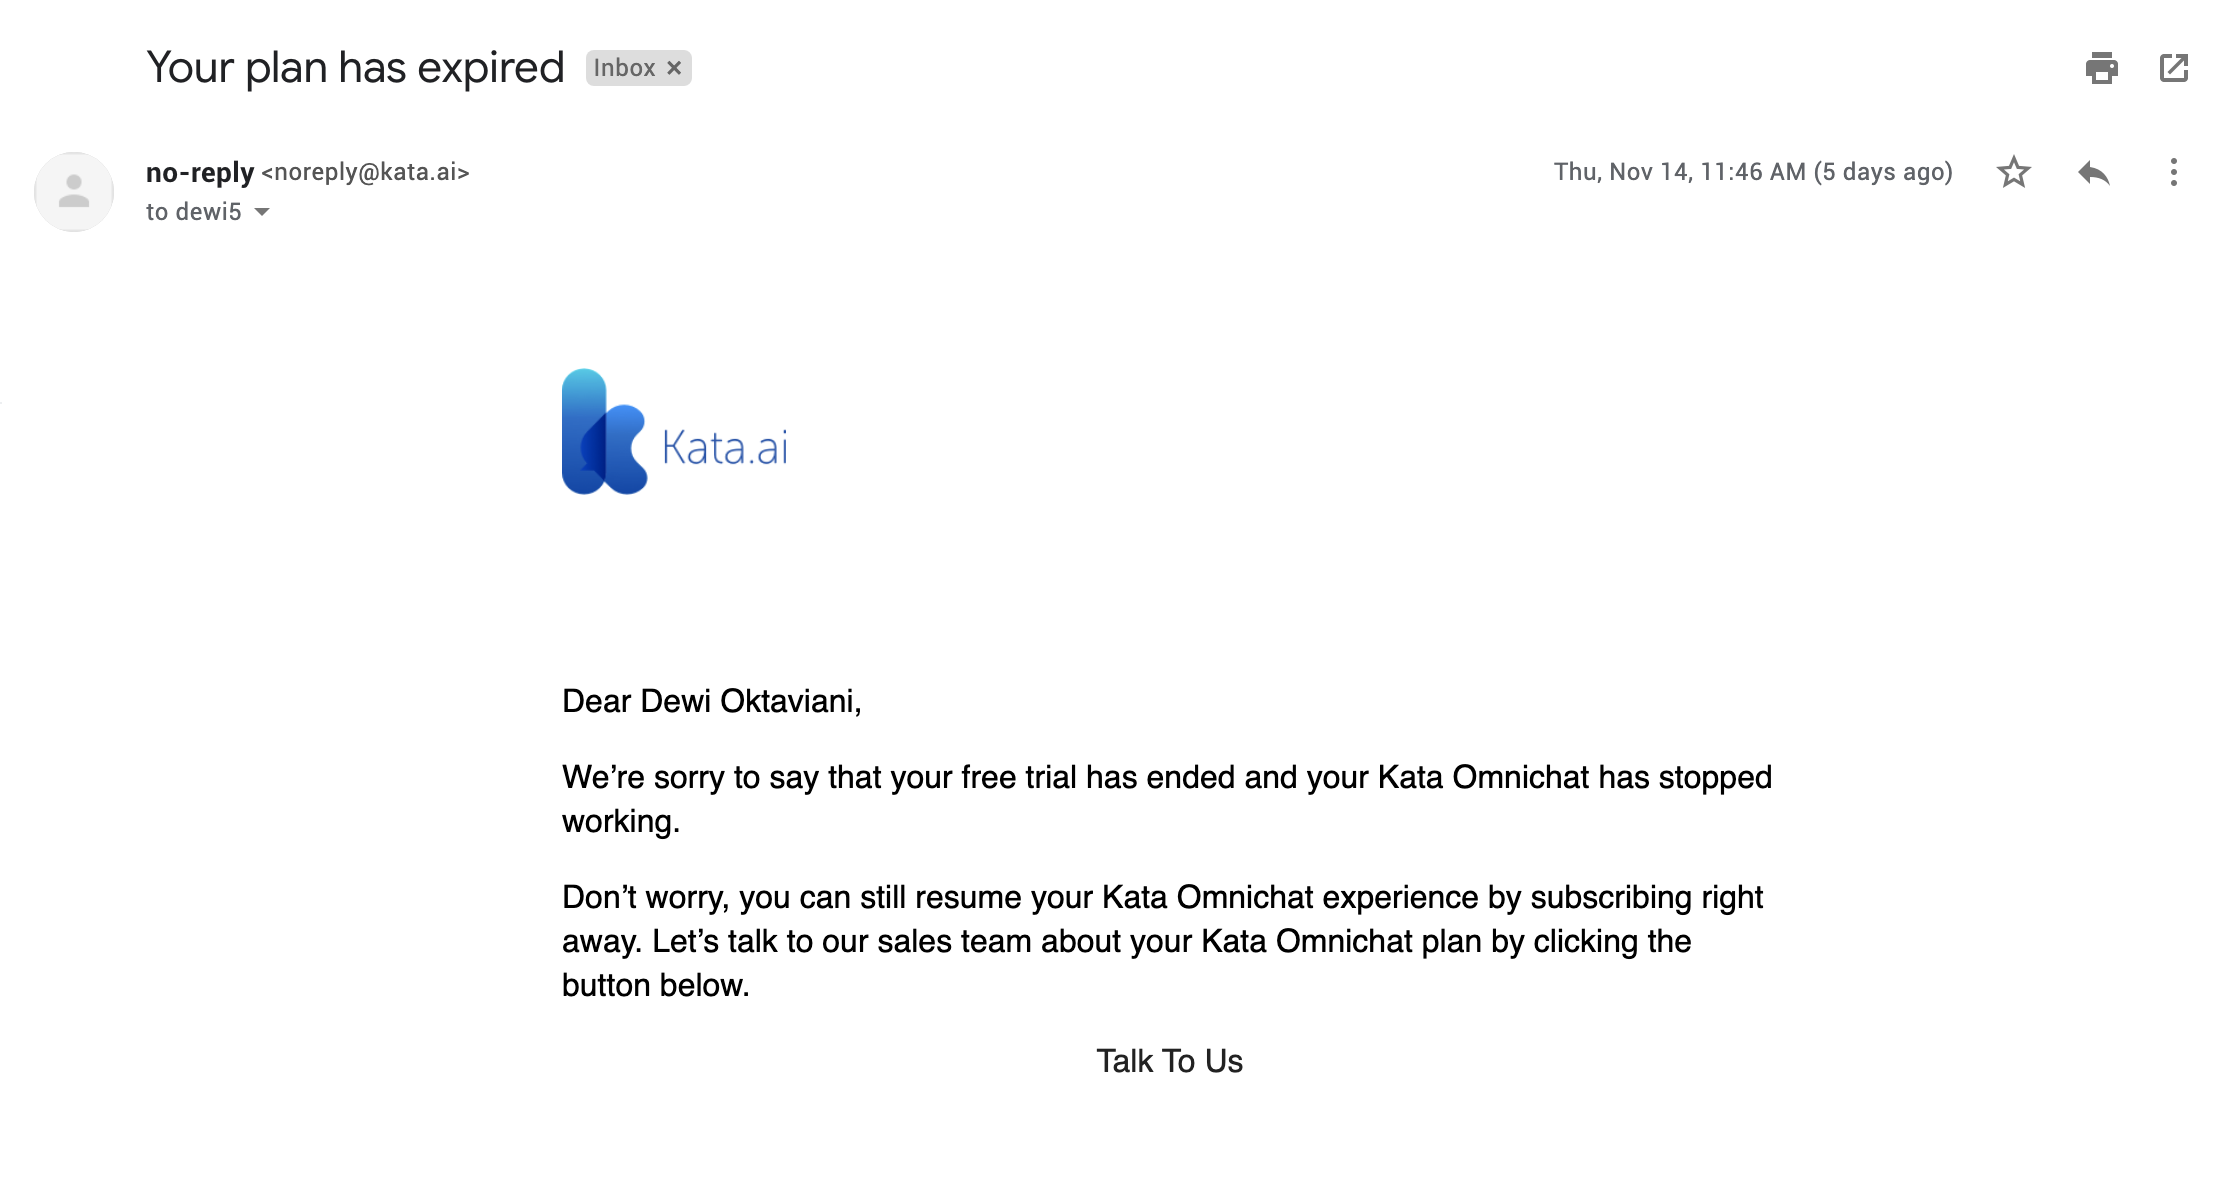 Your plan has expired
Inbox ×
no-reply <noreply@kata.ai>
Thu, Nov 14, 11:46 AM (5 days ago)
to dewi5
Kata.ai
Dear Dewi Oktaviani,
We’re sorry to say that your free trial has ended and your Kata Omnichat has stopped
working.
Don’t worry, you can still resume your Kata Omnichat experience by subscribing right
away. Let’s talk to our sales team about your Kata Omnichat plan by clicking the
button below.
Talk To Us